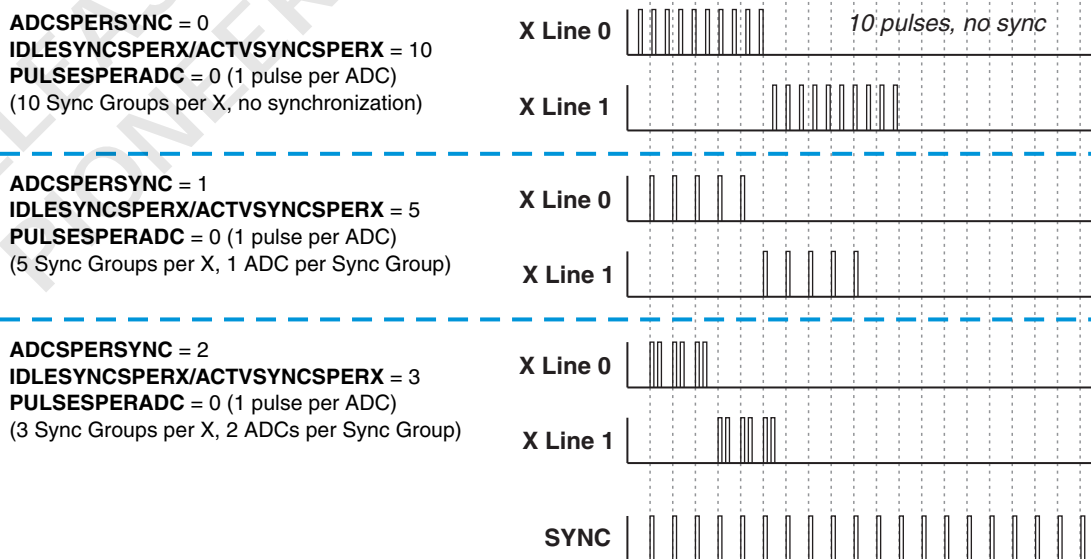 ADCSPERSYNC = 0
IDLESYNCSPERX/ACTVSYNCSPERX = 10
PULSESPERADC = 0 (1 pulse per ADC)
(10 Sync Groups per X, no synchronization)
X Line 0
10 pulses, no sync
X Line 1
ADCSPERSYNC = 1
IDLESYNCSPERX/ACTVSYNCSPERX = 5
PULSESPERADC = 0 (1 pulse per ADC)
(5 Sync Groups per X, 1 ADC per Sync Group)
X Line 0
X Line 1
ADCSPERSYNC = 2
IDLESYNCSPERX/ACTVSYNCSPERX = 3
PULSESPERADC = 0 (1 pulse per ADC)
(3 Sync Groups per X, 2 ADCs per Sync Group)
X Line 0
X Line 1
SYNC